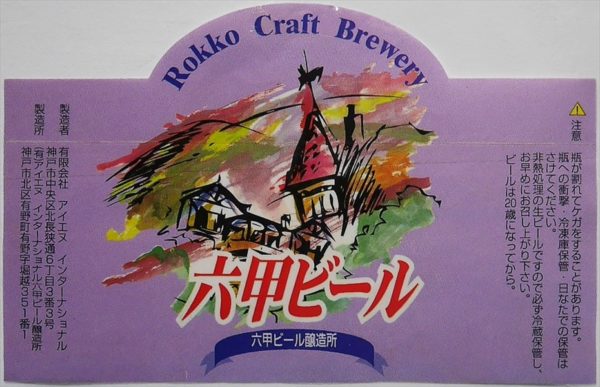 Rokko Craft Brewery
六甲ビール
六甲ビール醸造所
⚠注意
瓶が割れてケガをすることがあります。
瓶への衝撃・冷凍庫保管・日なたでの保管は
さけてください。
非熱処理の生ビールですので必ず冷蔵保管し、
お早めにお召し上がり下さい。
ビールは20歳になってから。
製造者 有限会社 アイエヌ インターナショナル
神戸市中央区北長狭通6丁目3番3号
製造所 (有)アイエヌ インターナショナル六甲ビール醸造所
神戸市北区有野町有野字堀越351番1